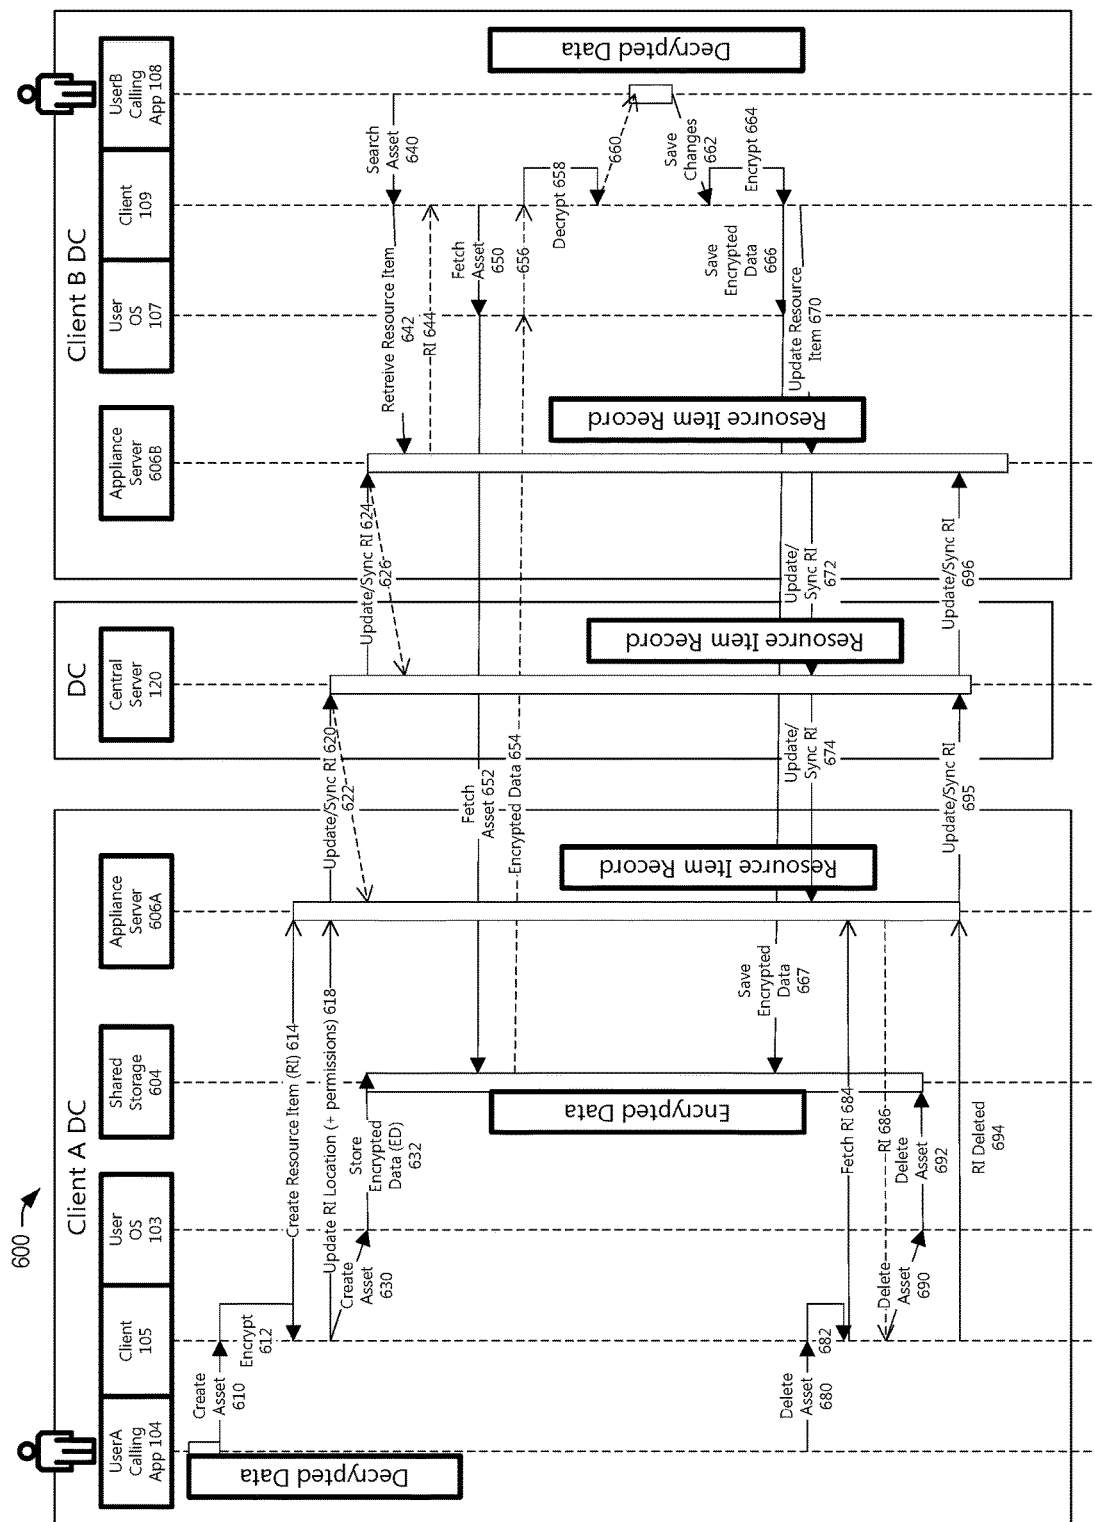 600
Client A DC
UserA
Calling
App 104
Client
105
User
OS
103
Shared
Storage
604
Appliance
Server
606A
DC
Central
Server
120
Client B DC
Appliance
Server
606B
User
OS
107
Client
109
UserB
Calling
App 108
Decrypted Data
Create
Asset
610
Encrypt
612
Create Resource Item (RI) 614
Update RI Location (+ permissions) 618
Update/Sync RI 620
622
Update/Sync RI 624
626
Create
Asset
630
Store
Encrypted
Data (ED)
632
Search
Asset
640
Retreive Resource Item
642
RI 644
Fetch
Asset
650
Fetch
Asset 652
Encrypted Data 654
656
Decrypt 658
660
Decrypted Data
Save
Changes
662
Encrypt 664
Save
Encrypted
Data
666
Save
Encrypted
Data
667
Encrypted Data
Resource Item Record
Resource Item Record
Resource Item Record
Update Resource
Item 670
Update/
Sync RI
672
Update/
Sync RI
674
Delete
Asset
680
682
Fetch RI 684
RI 686
Delete
Asset
690
Delete
Asset
692
RI Deleted
694
Update/Sync RI
695
Update/Sync RI
696